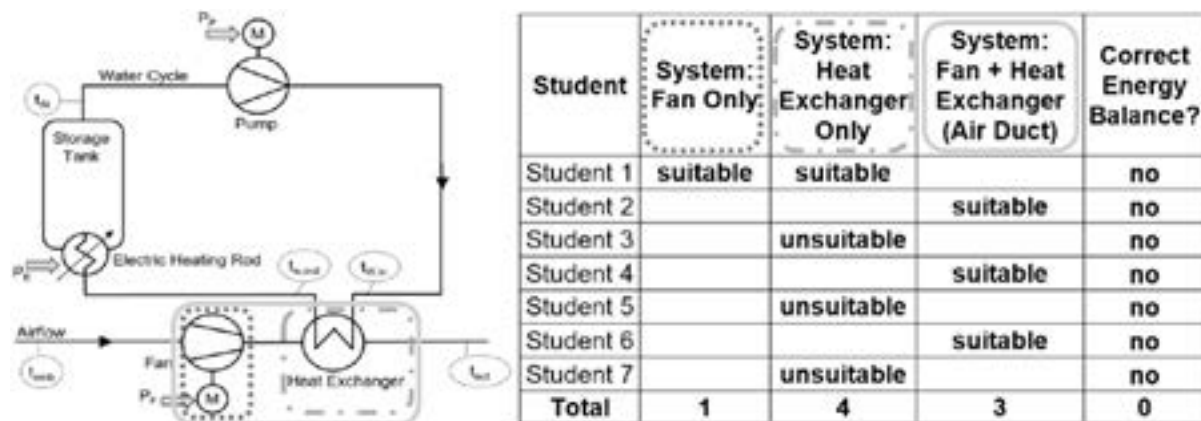 P_P
M
Water Cycle
Pump
Storage
Tank
Electric Heating Rod
Airflow
Fan
Heat Exchanger
M
Student
System:
Fan Only
System:
Heat
Exchanger
Only
System:
Fan + Heat
Exchanger
(Air Duct)
Correct
Energy
Balance?
Student 1 suitable suitable no
Student 2 suitable no
Student 3 unsuitable no
Student 4 suitable no
Student 5 unsuitable no
Student 6 suitable no
Student 7 unsuitable no
Total 1 4 3 0